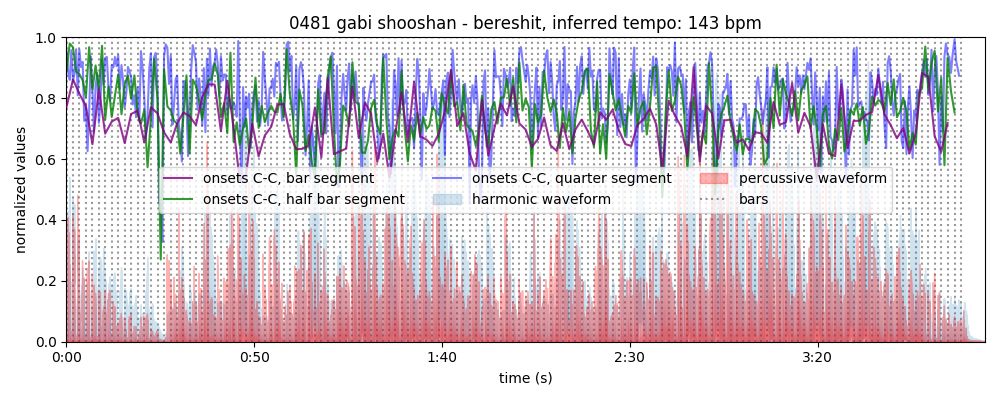 0481 gabi shooshan - bereshit, inferred tempo: 143 bpm
normalized values
1.0
0.8
0.6
0.4
0.2
0.0
onsets C-C, bar segment
onsets C-C, half bar segment
onsets C-C, quarter segment
harmonic waveform
percussive waveform
bars
0:00
0:50
1:40
2:30
3:20
time (s)